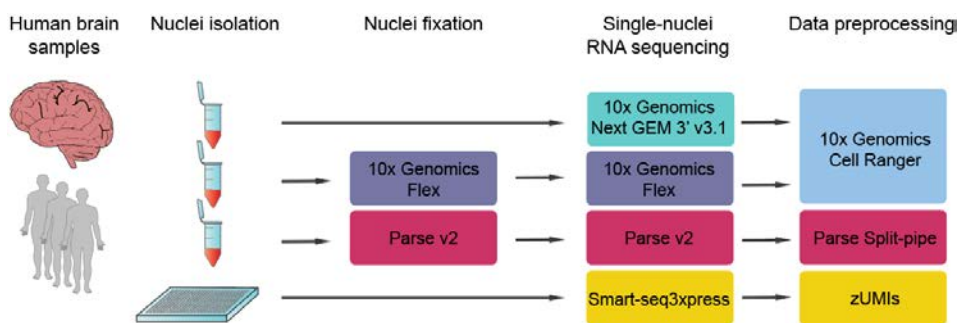 Human brain
samples
Nuclei isolation
Nuclei fixation
Single-nuclei
RNA sequencing
Data preprocessing
10x Genomics
Next GEM 3' v3.1
10x Genomics
Cell Ranger
10x Genomics
Flex
10x Genomics
Flex
Parse v2
Parse v2
Parse Split-pipe
Smart-seq3xpress
zUMIs